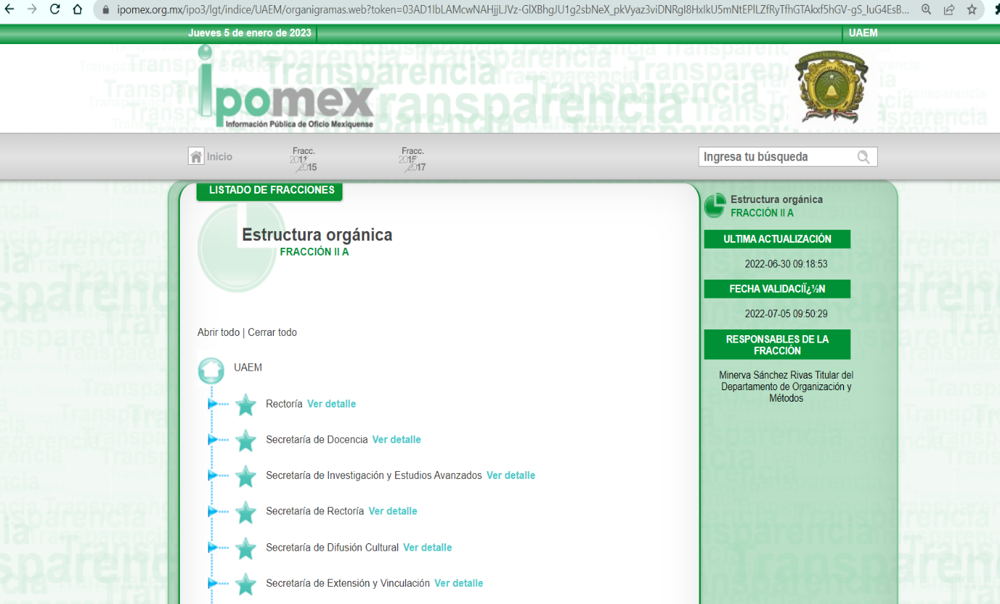 ipomex.org.mx/ipo3/lgt/indice/UAEM/organigramas.web?token=03AD1IbLAMcwNAHjjLJVz-GlXBhgJU1g2sbNeX_pkVyaz3viDNRgI8HxIkU5mNtEPlLZfRyTfhGTAkxf5hGV-gS_IuG4EsB...
Jueves 5 de enero de 2023
UAEM
Transparencia
ipomex
Información Pública de Oficio Mexiquense
Inicio
Fracc.
2011
/2015
Fracc.
2015
/2017
Ingresa tu búsqueda
LISTADO DE FRACCIONES
Estructura orgánica
FRACCIÓN II A
Abrir todo | Cerrar todo
UAEM
Rectoría Ver detalle
Secretaría de Docencia Ver detalle
Secretaría de Investigación y Estudios Avanzados Ver detalle
Secretaría de Rectoría Ver detalle
Secretaría de Difusión Cultural Ver detalle
Secretaría de Extensión y Vinculación Ver detalle
Estructura orgánica
FRACCIÓN II A
ULTIMA ACTUALIZACIÓN
2022-06-30 09:18:53
FECHA VALIDACIÏ¿½N
2022-07-05 09:50:29
RESPONSABLES DE LA
FRACCIÓN
Minerva Sánchez Rivas Titular del
Departamento de Organización y
Métodos